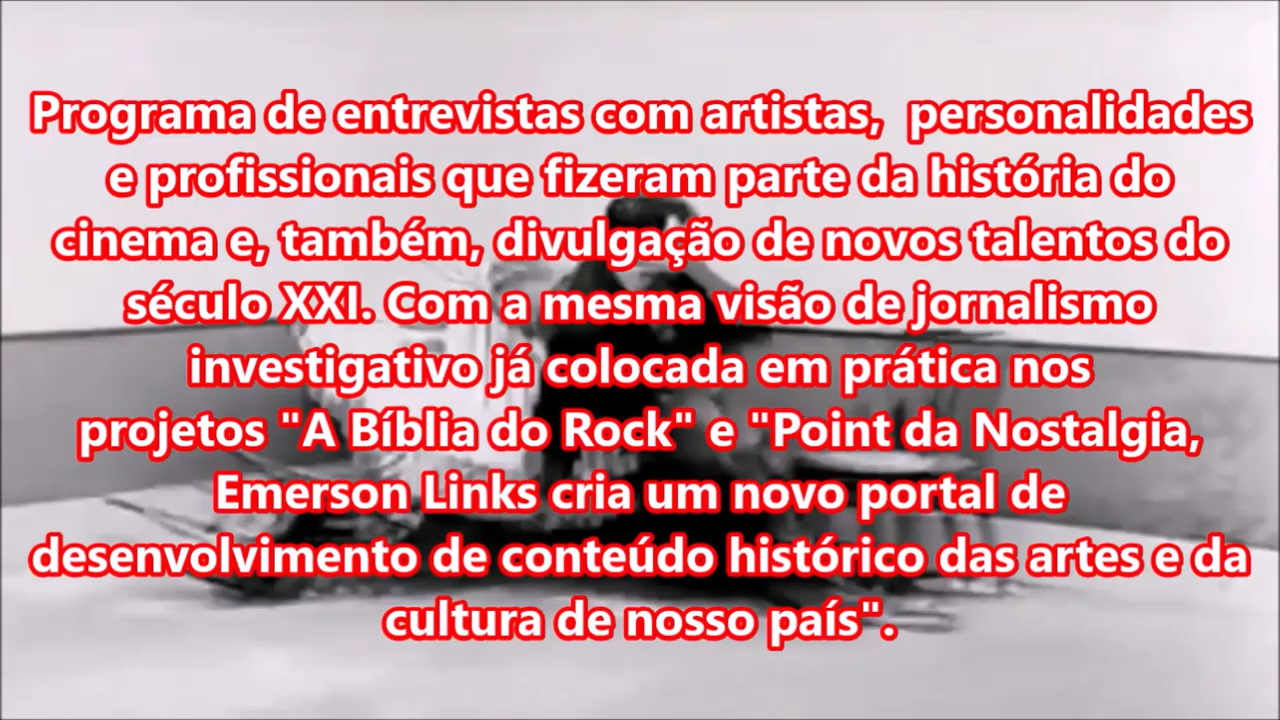 Programa de entrevistas com artistas,  personalidades
e profissionais que fizeram parte da história do
cinema e, também, divulgação de novos talentos do
século XXI. Com a mesma visão de jornalismo
investigativo já colocada em prática nos
projetos "A Bíblia do Rock" e "Point da Nostalgia,
Emerson Links cria um novo portal de
desenvolvimento de conteúdo histórico das artes e da
cultura de nosso país".